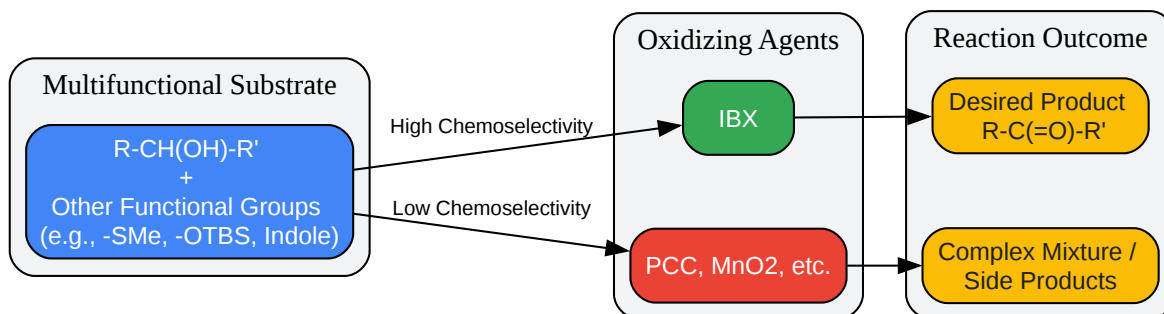 Multifunctional Substrate
R-CH(OH)-R'
+
Other Functional Groups
(e.g., -SMe, -OTBS, Indole)
High Chemoselectivity
Low Chemoselectivity
Oxidizing Agents
IBX
PCC, MnO2, etc.
Reaction Outcome
Desired Product
R-C(=O)-R'
Complex Mixture /
Side Products